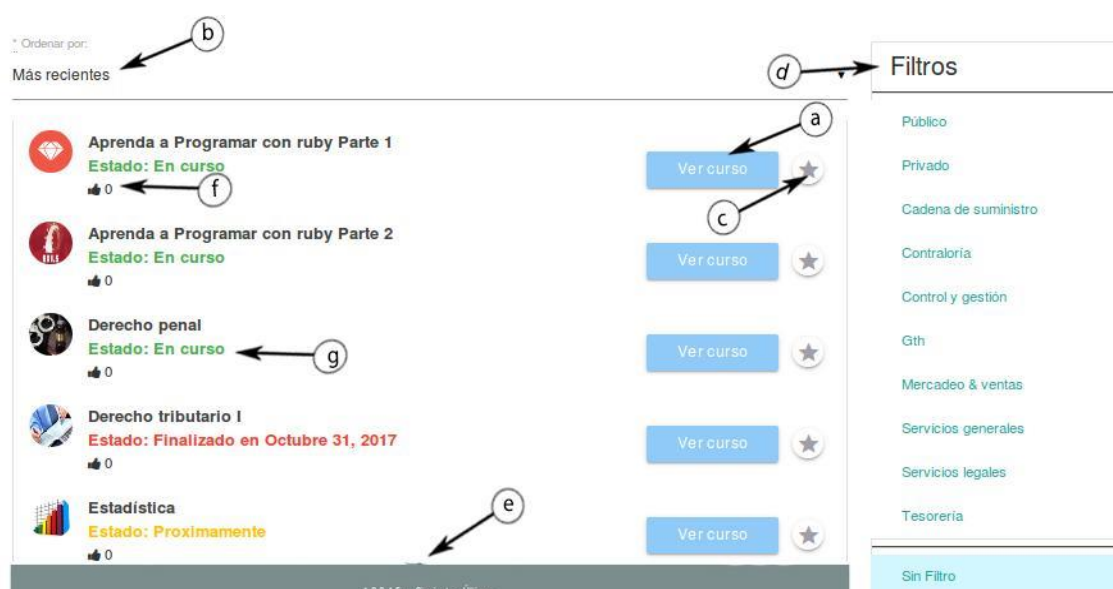 * Ordenar por:
b
Más recientes
d
Filtros
Aprenda a Programar con ruby Parte 1
Estado: En curso
0
f
Ver curso
a
c
Aprenda a Programar con ruby Parte 2
Estado: En curso
0
Ver curso
Derecho penal
Estado: En curso
0
g
Ver curso
Derecho tributario I
Estado: Finalizado en Octubre 31, 2017
0
Ver curso
Estadística
Estado: Proximamente
0
e
Ver curso
Público
Privado
Cadena de suministro
Contraloría
Control y gestión
Gth
Mercadeo & ventas
Servicios generales
Servicios legales
Tesorería
Sin Filtro